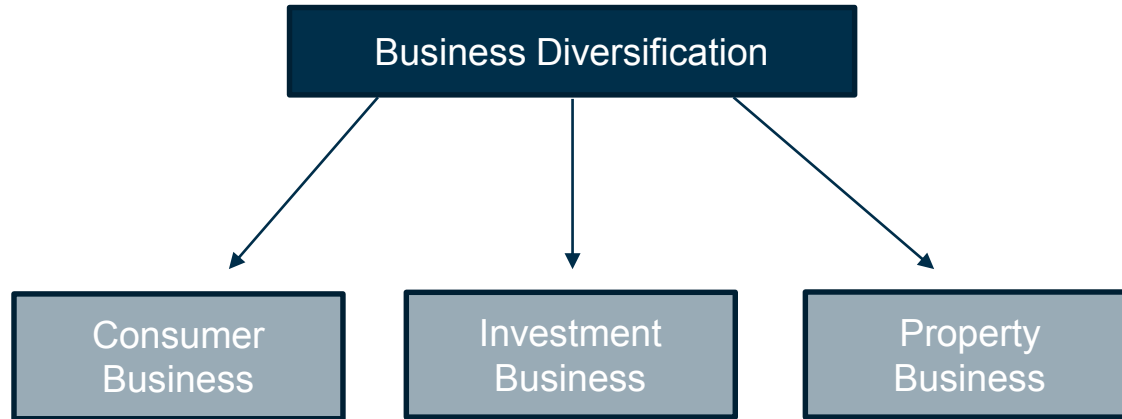 Business Diversification
Consumer
Business
Investment
Business
Property
Business